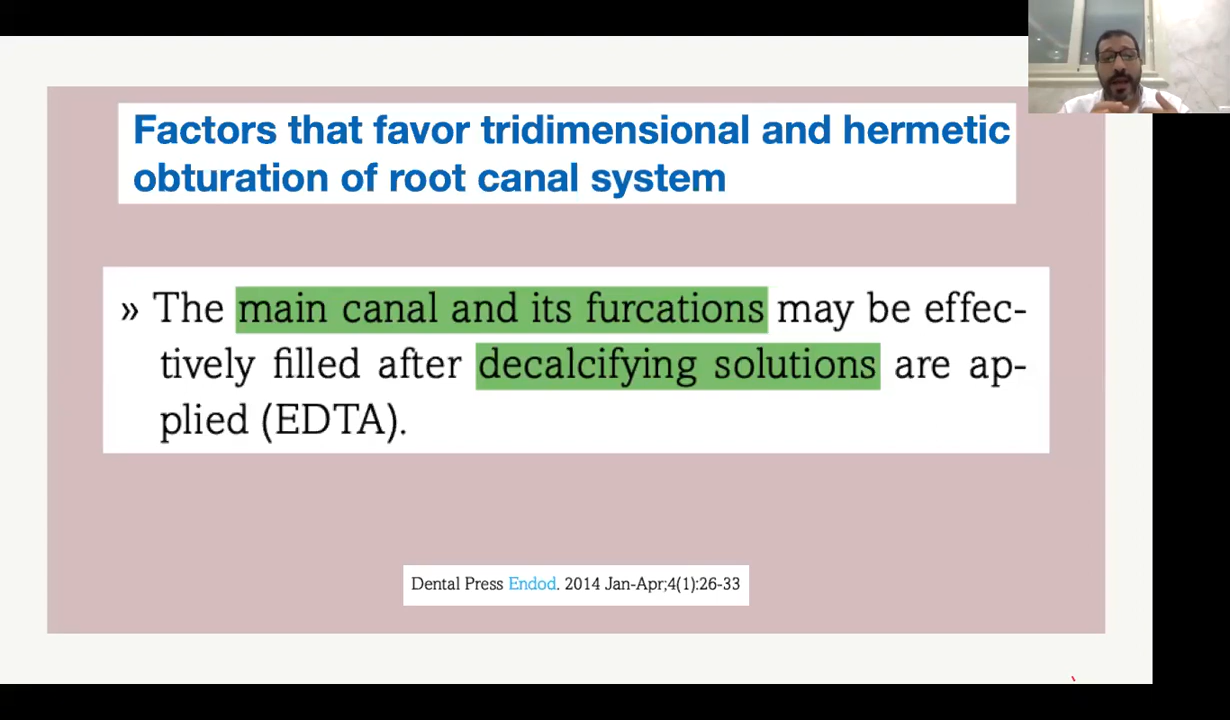 Factors that favor tridimensional and hermetic
obturation of root canal system
» The main canal and its furcations may be effec-
tively filled after decalcifying solutions are ap-
plied (EDTA).
Dental Press Endod. 2014 Jan-Apr;4(1):26-33